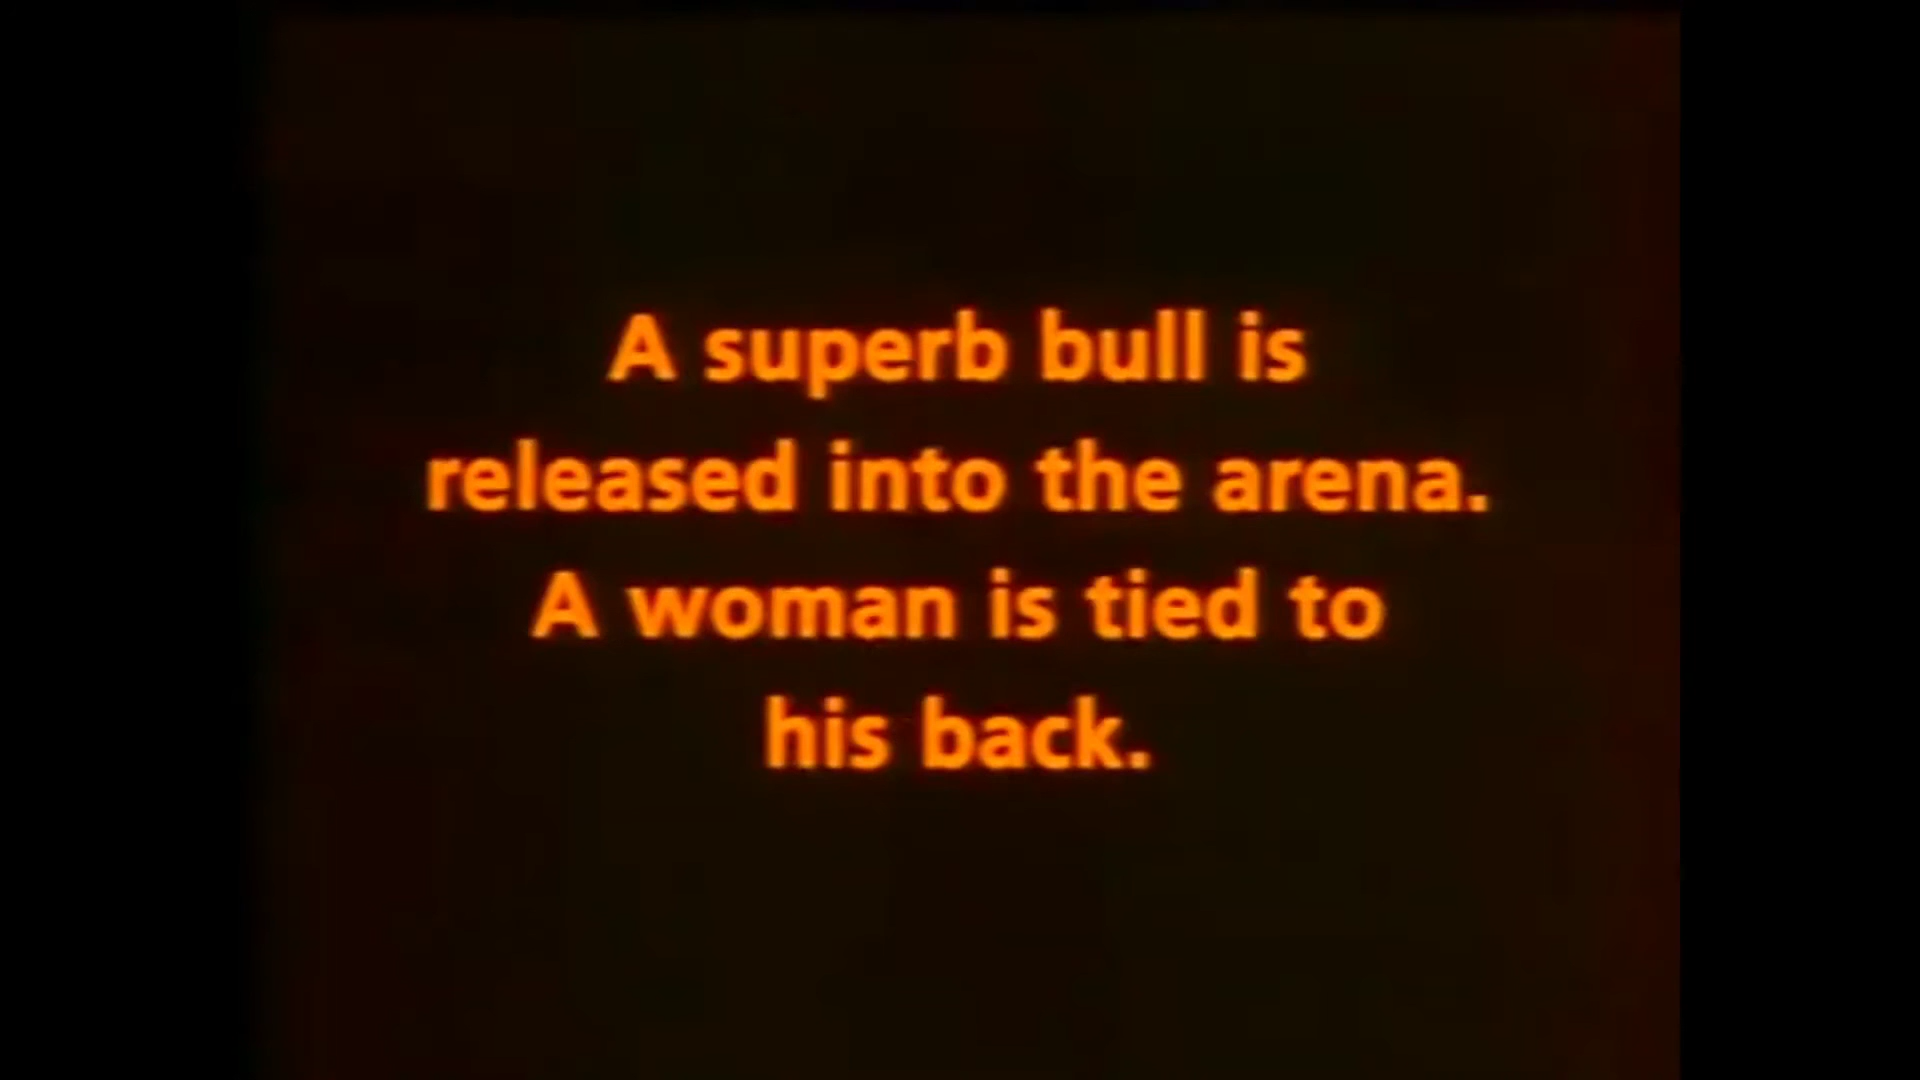 A superb bull is
released into the arena.
A woman is tied to
his back.